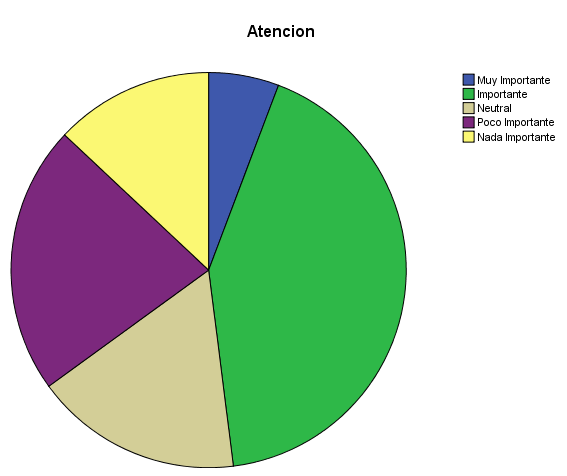 Atencion
Muy Importante
Importante
Neutral
Poco Importante
Nada Importante